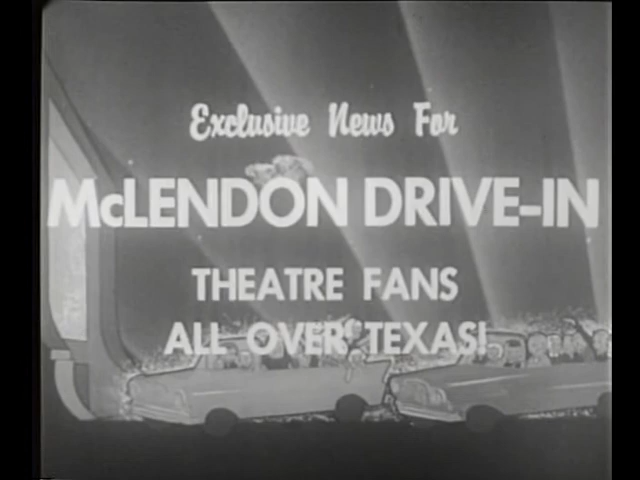 Exclusive News For
McLENDON DRIVE-IN
THEATRE FANS
ALL OVER TEXAS!